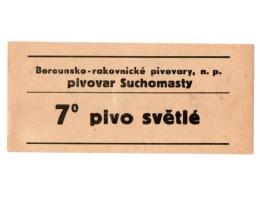 Berounsko-rakovnické pivovary, n. p.
pivovar Suchomasty
7° pivo světlé